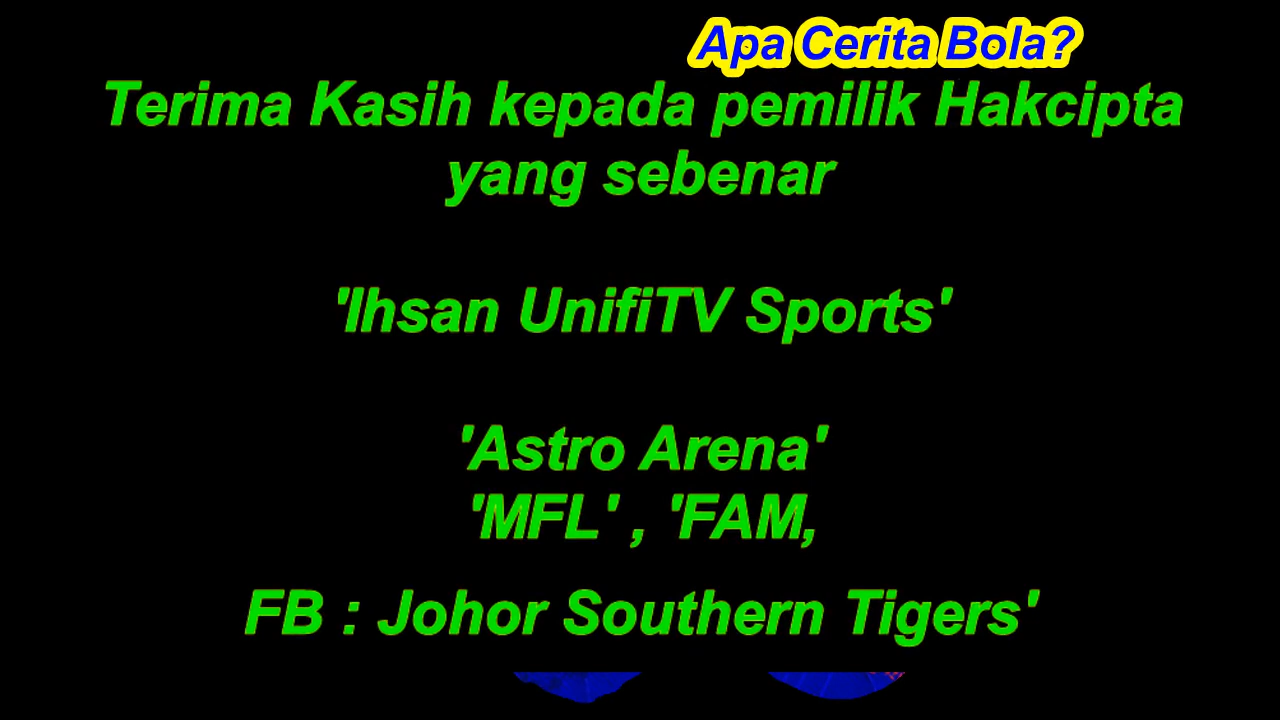 Apa Cerita Bola?
Terima Kasih kepada pemilik Hakcipta
yang sebenar
'Ihsan UnifiTV Sports'
'Astro Arena'
'MFL' , 'FAM,
FB : Johor Southern Tigers'